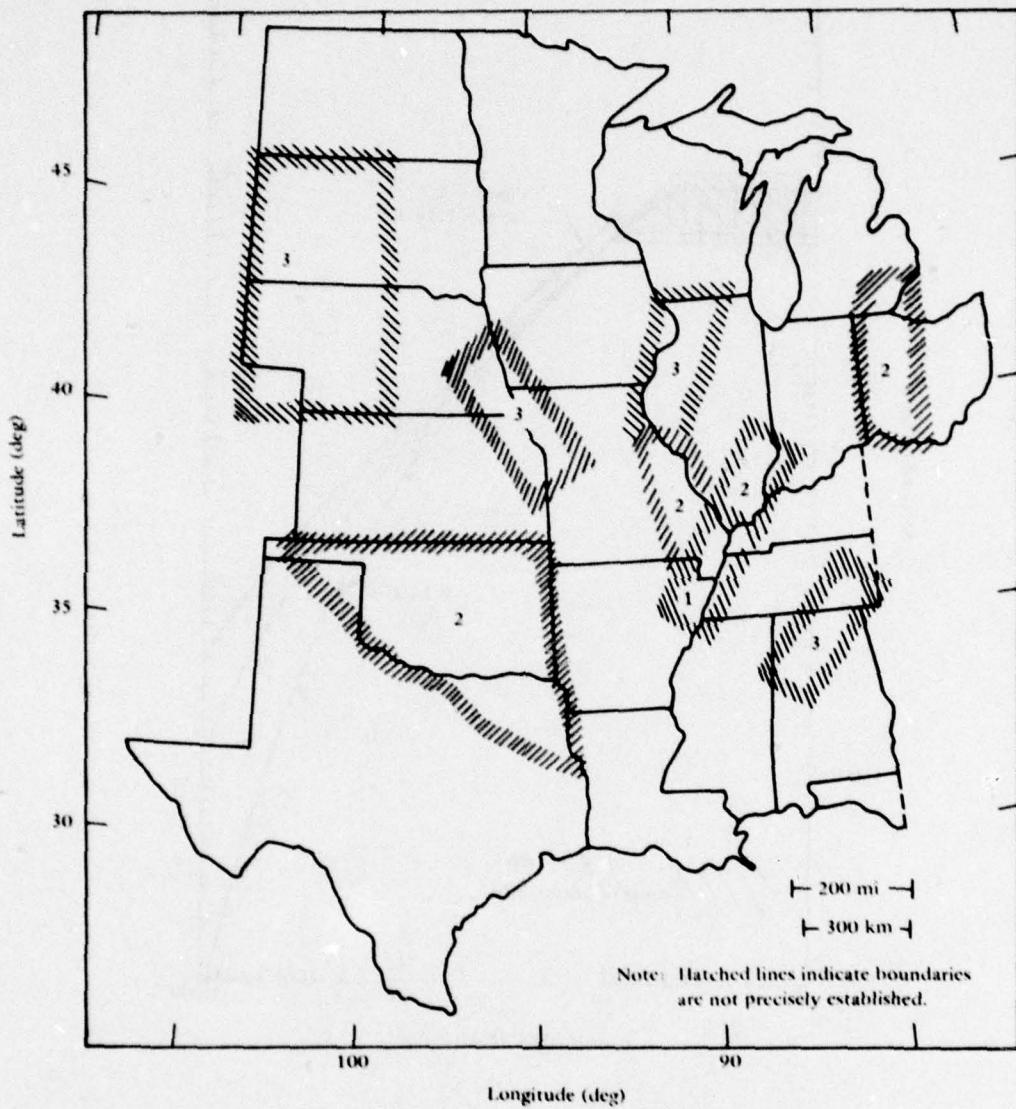 45
3
40
3
2
3
3
2
2
1
35
2
3
30
200 mi
300 km
Note: Hatched lines indicate boundaries
are not precisely established.
100
90
Latitude (deg)
Longitude (deg)